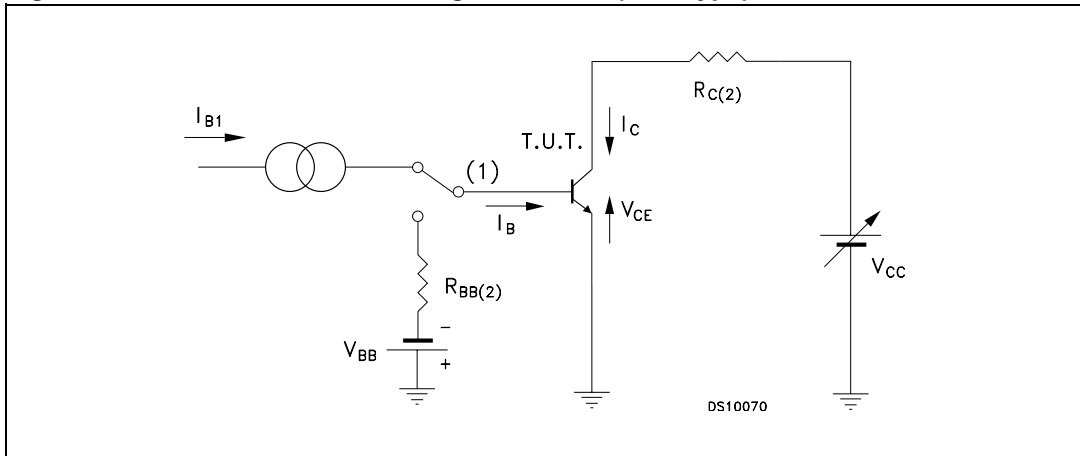 R_C(2)
I_B1
I_C
T.U.T.
(1)
I_B
V_CE
V_CC
R_BB(2)
−
V_BB
+
DS10070